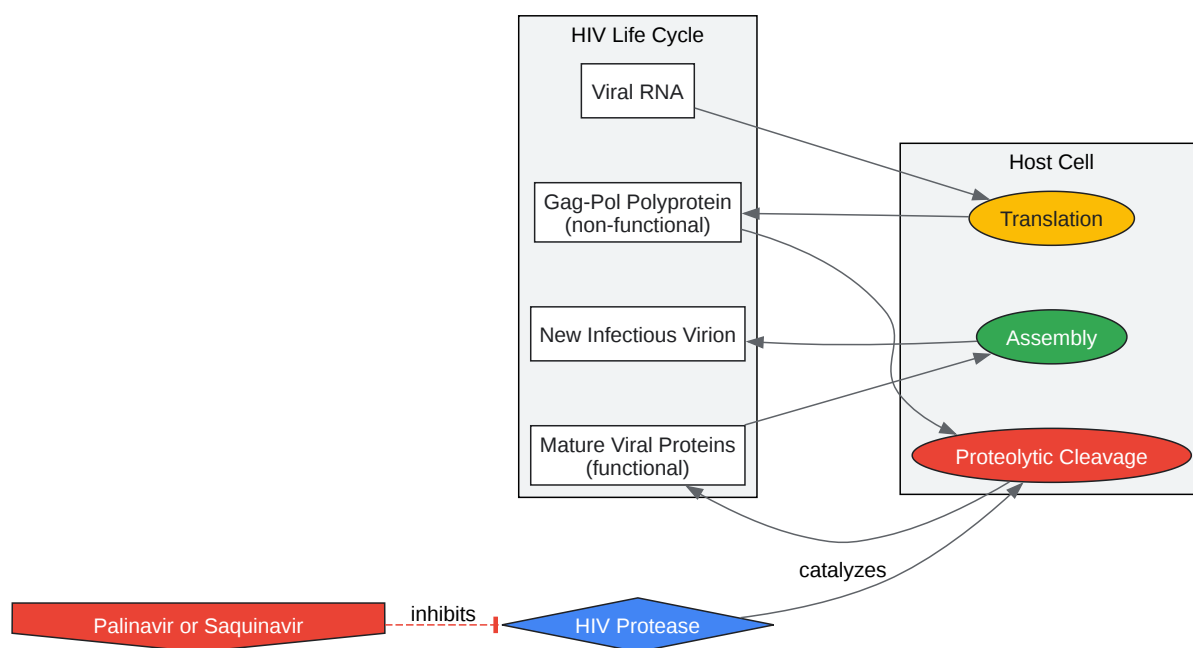 HIV Life Cycle
Viral RNA
Host Cell
Gag-Pol Polyprotein
(non-functional)
Translation
New Infectious Virion
Assembly
Mature Viral Proteins
(functional)
Proteolytic Cleavage
catalyzes
Palinavir or Saquinavir
inhibits
HIV Protease